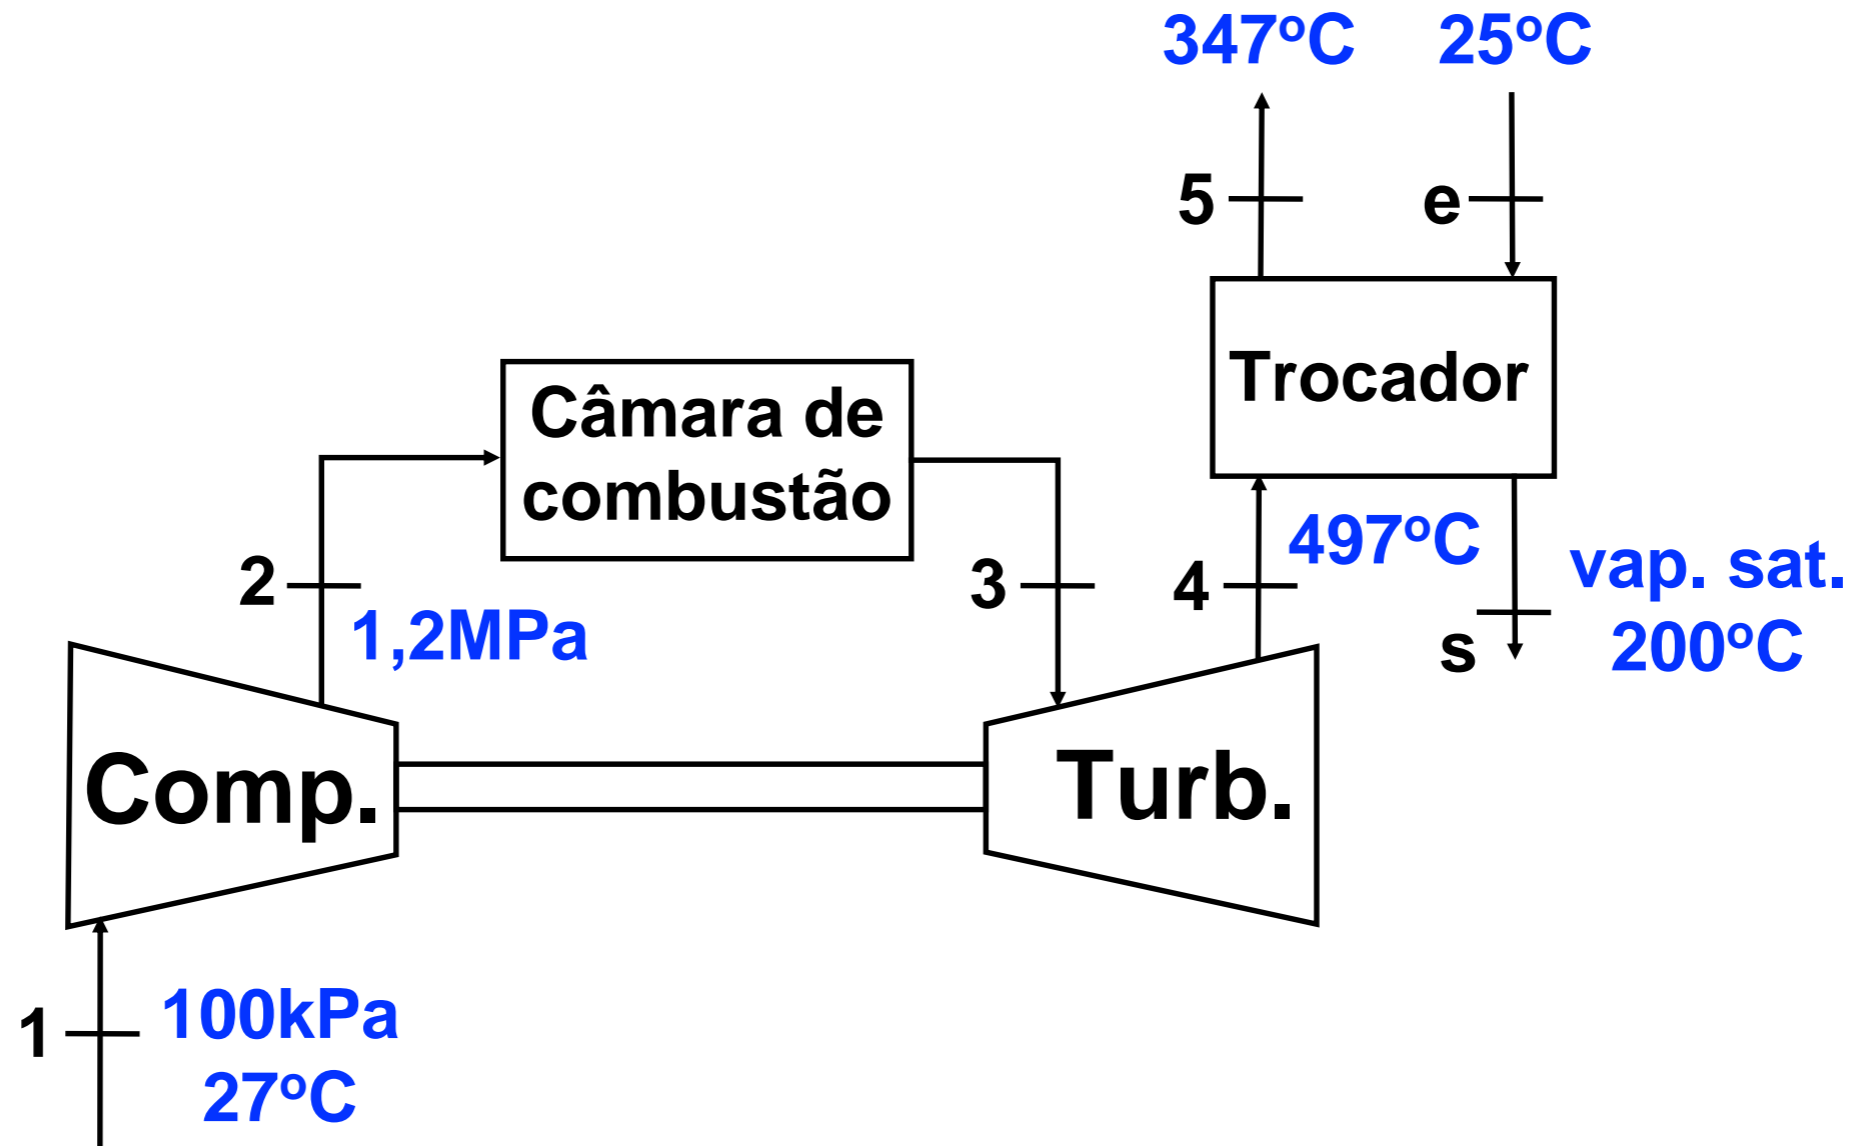 347ºC 25ºC
5 e
Trocador
Câmara de
combustão
497ºC
vap. sat.
200ºC
2 3 4 s
1,2MPa
Comp. Turb.
1 100kPa
27ºC